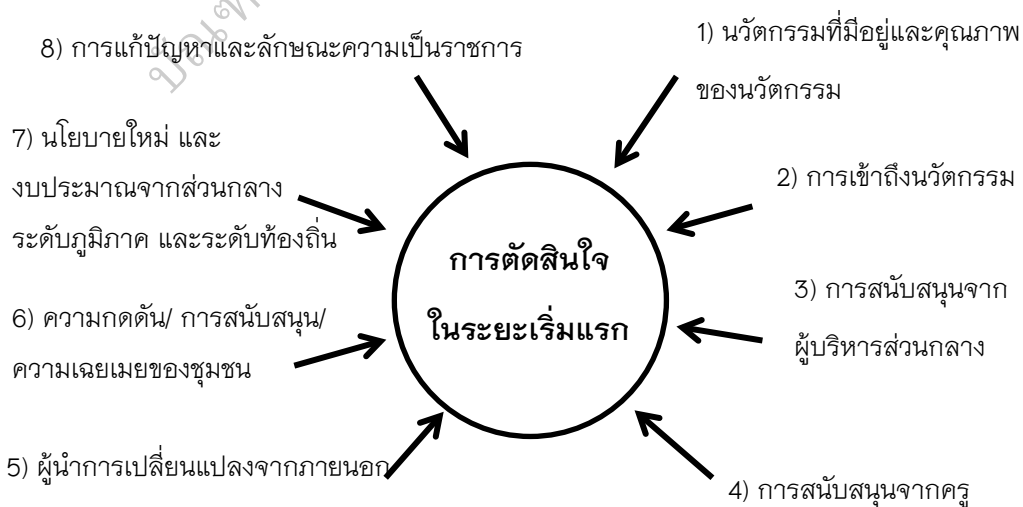 1) นวัตกรรมที่มีอยู่และคุณภาพ
ของนวัตกรรม
2) การเข้าถึงนวัตกรรม
3) การสนับสนุนจาก
ผู้บริหารส่วนกลาง
4) การสนับสนุนจากครู
5) ผู้นำการเปลี่ยนแปลงจากภายนอก
6) ความกดดัน/ การสนับสนุน/
ความเฉยเมยของชุมชน
7) นโยบายใหม่ และ
งบประมาณจากส่วนกลาง
ระดับภูมิภาค และระดับท้องถิ่น
8) การแก้ปัญหาและลักษณะความเป็นราชการ
การตัดสินใจ
ในระยะเริ่มแรก